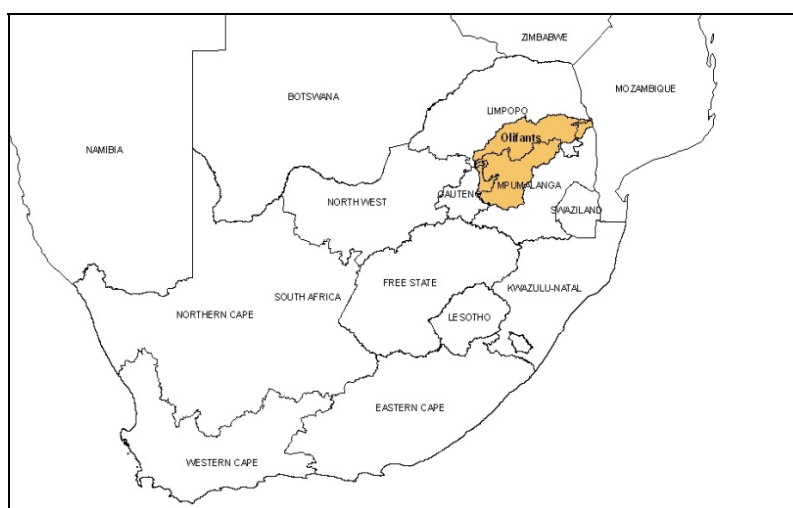 ZIMBABWE
MOZAMBIQUE
BOTSWANA
LIMPOPO
Olifants
NAMIBIA
MPUMALANGA
GAUTENG
NORTH WEST
SWAZILAND
FREE STATE
KWAZULU-NATAL
SOUTH AFRICA
NORTHERN CAPE
LESOTHO
EASTERN CAPE
WESTERN CAPE